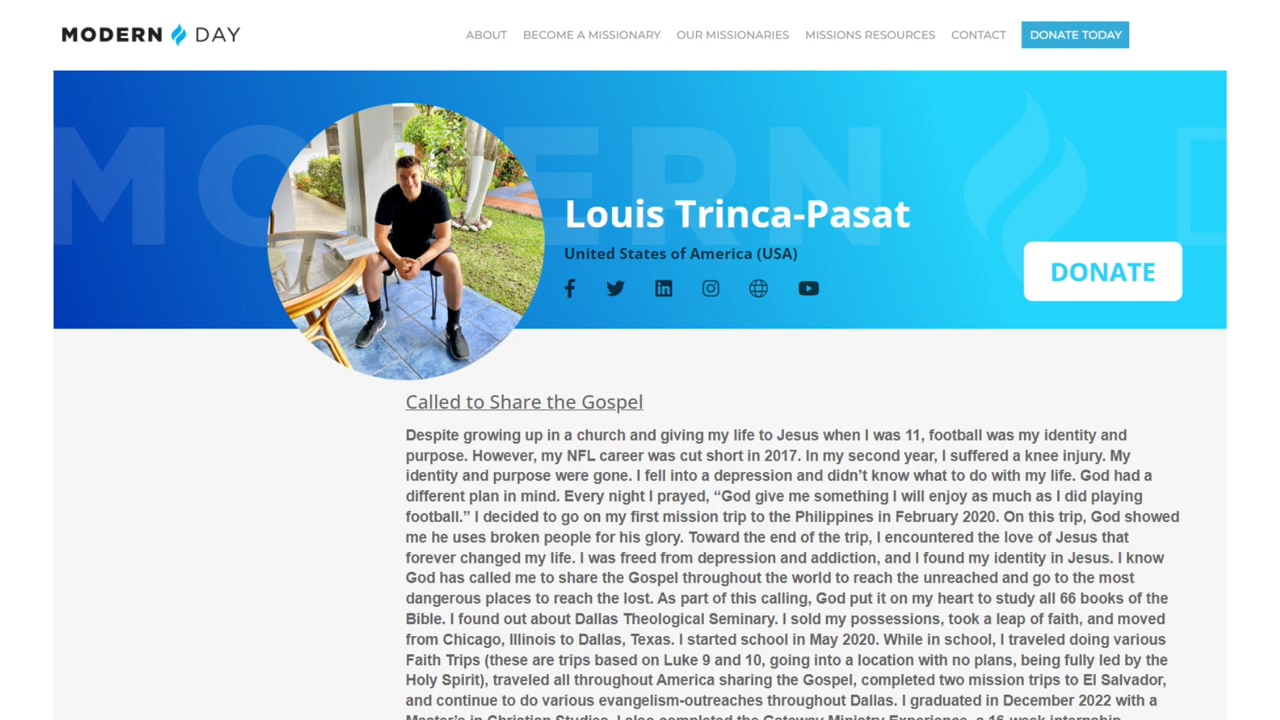 MODERN DAY
ABOUT BECOME A MISSIONARY OUR MISSIONARIES MISSIONS RESOURCES CONTACT DONATE TODAY
MODERN D
Louis Trinca-Pasat
United States of America (USA)
DONATE
Called to Share the Gospel
Despite growing up in a church and giving my life to Jesus when I was 11, football was my identity and
purpose. However, my NFL career was cut short in 2017. In my second year, I suffered a knee injury. My
identity and purpose were gone. I fell into a depression and didn’t know what to do with my life. God had a
different plan in mind. Every night I prayed, “God give me something I will enjoy as much as I did playing
football.” I decided to go on my first mission trip to the Philippines in February 2020. On this trip, God showed
me he uses broken people for his glory. Toward the end of the trip, I encountered the love of Jesus that
forever changed my life. I was freed from depression and addiction, and I found my identity in Jesus. I know
God has called me to share the Gospel throughout the world to reach the unreached and go to the most
dangerous places to reach the lost. As part of this calling, God put it on my heart to study all 66 books of the
Bible. I found out about Dallas Theological Seminary. I sold my possessions, took a leap of faith, and moved
from Chicago, Illinois to Dallas, Texas. I started school in May 2020. While in school, I traveled doing various
Faith Trips (these are trips based on Luke 9 and 10, going into a location with no plans, being fully led by the
Holy Spirit), traveled all throughout America sharing the Gospel, completed two mission trips to El Salvador,
and continue to do various evangelism-outreaches throughout Dallas. I graduated in December 2022 with a
Master’s in Christian Studies. I also completed the Gateway Ministry Experience, a 16-week internship